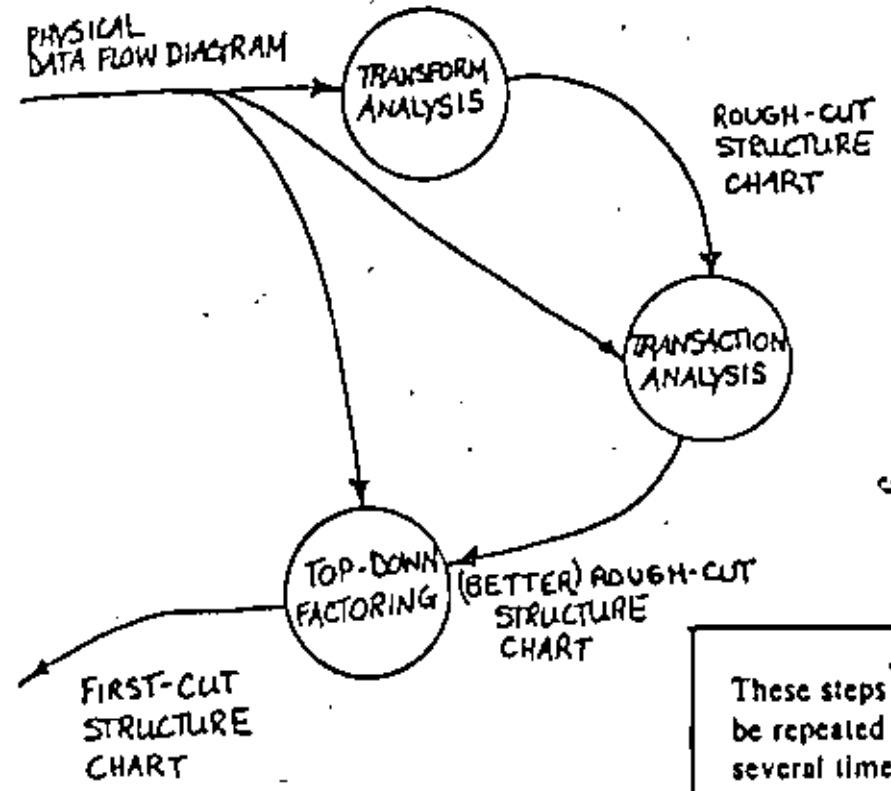 PHYSICAL
DATA FLOW DIAGRAM
TRANSFORM
ANALYSIS
ROUGH-CUT
STRUCTURE
CHART
TRANSACTION
ANALYSIS
TOP-DOWN
FACTORING
(BETTER) ROUGH-CUT
STRUCTURE
CHART
FIRST-CUT
STRUCTURE
CHART
These steps
be repeated
several time